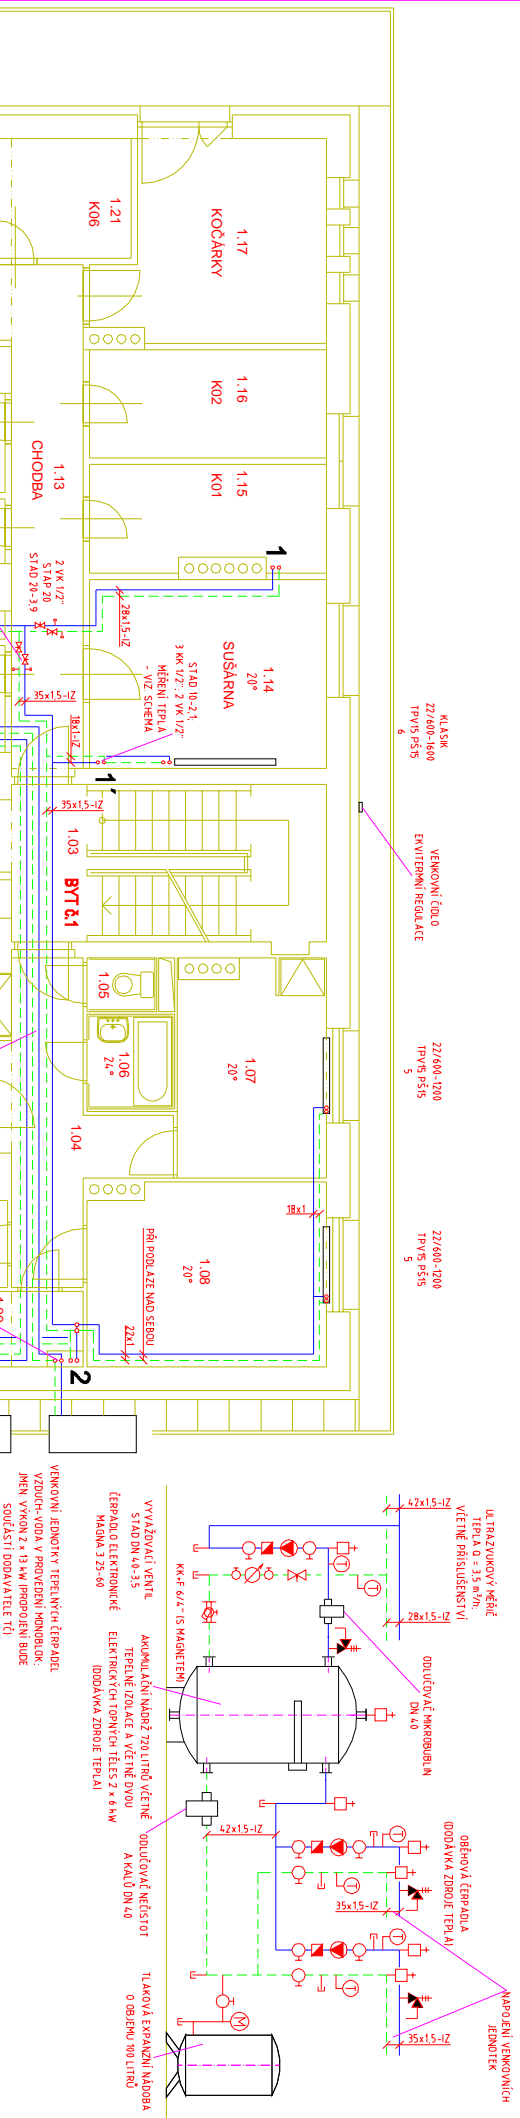 1.21
K06
1.17
KOČÁRKY
1.16
K02
1.15
K01
1.13
CHODBA
1
2 VK 1/2"
STAP 20
STAD 20-3,9
28x1,5-IZ
1.14
20°
SUŠÁRNA
STAD 10-2,1,
3 KK 1/2", 2 VK 1/2"
MĚŘENÍ TEPLA
- VIZ. SCHEMA
35x1,5-IZ
18x1-IZ
1'
35x1,5-IZ
KLASIK
22/600-1600
TPV15 PŠ15
6
VENKOVNÍ ČIDLO
EKVITERMNÍ REGULACE
1.03
BYT Č.1
1.05
1.06
24°
1.07
20°
1.04
22/600-1200
TPV15 PŠ15
5
22/600-1200
TPV15 PŠ15
5
18x1
1.08
20°
PŘI PODLAZE NAD SEBOU
22x1
2
VENKOVNÍ JEDNOTKY TEPELNÝCH ČERPADEL
VZDUCH-VODA V PROVEDENÍ MONOBLOK;
JMEN. VÝKON 2 x 13 kW (PROPOJENÍ BUDE
SOUČÁSTÍ DODAVATELE TČ)
ULTRAZVUKOVÝ MĚŘIČ
TEPLA Q = 3,5 m³/h;
VČETNĚ PŘÍSLUŠENSTVÍ
42x1,5-IZ
28x1,5-IZ
VYVAŽOVACÍ VENTIL
STAD DN 40-3,5
ČERPADLO ELEKTRONICKÉ
MAGNA 3 25-60
KK-F 6/4" (S MAGNETEM)
T
T
ODLUČOVAČ MIKROBUBLIN
DN 40
AKUMULAČNÍ NÁDRŽ 720 LITRŮ VČETNĚ
TEPELNÉ IZOLACE A VČETNĚ DVOU
ELEKTRICKÝCH TOPNÝCH TĚLES 2 x 6 kW
(DODÁVKA ZDROJE TEPLA)
ODLUČOVAČ NEČISTOT
A KALŮ DN 40
42x1,5-IZ
OBĚHOVÁ ČERPADLA
(DODÁVKA ZDROJE TEPLA)
T
T
35x1,5-IZ
T
T
35x1,5-IZ
NAPOJENÍ VENKOVNÍCH
JEDNOTEK
M
TLAKOVÁ EXPANZNÍ NÁDOBA
O OBJEMU 100 LITRŮ